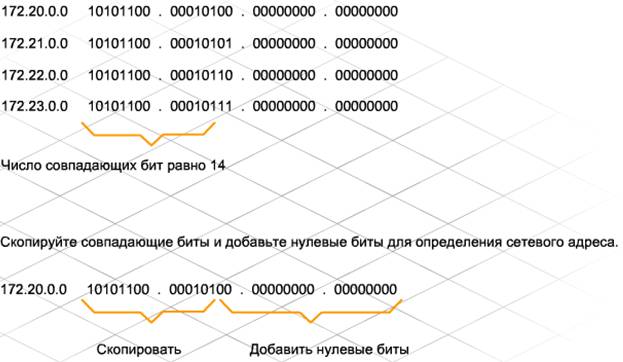 172.20.0.0 10101100 . 00010100 . 00000000 . 00000000
172.21.0.0 10101100 . 00010101 . 00000000 . 00000000
172.22.0.0 10101100 . 00010110 . 00000000 . 00000000
172.23.0.0 10101100 . 00010111 . 00000000 . 00000000
Число совпадающих бит равно 14
Скопируйте совпадающие биты и добавьте нулевые биты для определения сетевого адреса.
172.20.0.0 10101100 . 00010100 . 00000000 . 00000000
Скопировать Добавить нулевые биты